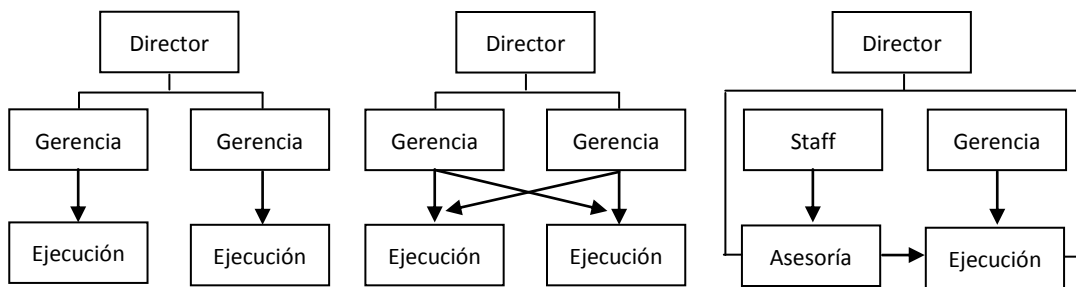 Director
Director
Director
Gerencia
Gerencia
Gerencia
Gerencia
Staff
Gerencia
Ejecución
Ejecución
Ejecución
Ejecución
Asesoría
Ejecución